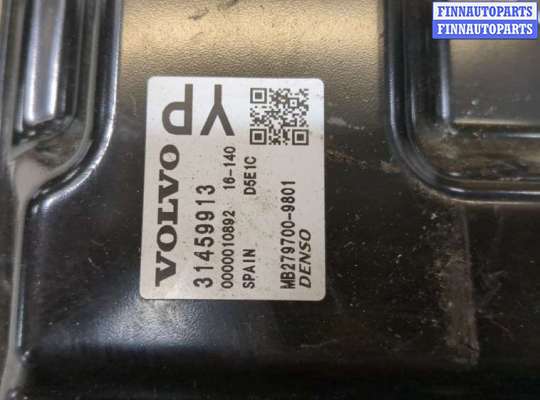 FINNAUTOPARTS
FINNAUTOPARTS
YP
VOLVO
31459913
0000010892 16-140
SPAIN D5E1C
MB279700-9801
DENSO